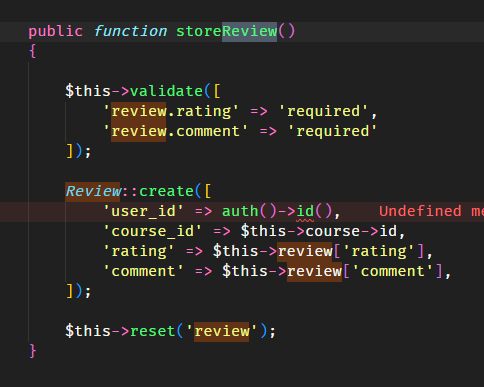 public function storeReview()
{
$this->validate([
'review.rating' => 'required',
'review.comment' => 'required'
]);
Review::create([
'user_id' => auth()->id(), Undefined me
'course_id' => $this->course->id,
'rating' => $this->review['rating'],
'comment' => $this->review['comment'],
]);
$this->reset('review');
}